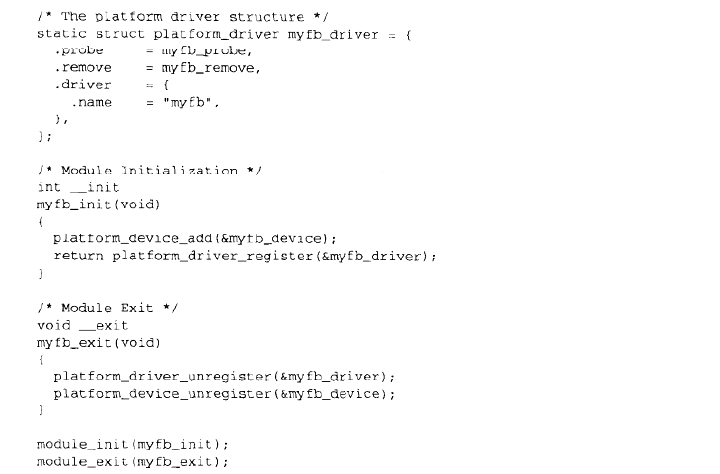 /* The platform driver structure */
static struct platform_driver myfb_driver = {
  .probe     = myfb_probe,
  .remove    = myfb_remove,
  .driver    = {
    .name    = "myfb",
  },
};
/* Module Initialization */
int __init
myfb_init(void)
{
  platform_device_add(&myfb_device);
  return platform_driver_register(&myfb_driver);
}
/* Module Exit */
void __exit
myfb_exit(void)
{
  platform_driver_unregister(&myfb_driver);
  platform_device_unregister(&myfb_device);
}
module_init(myfb_init);
module_exit(myfb_exit);